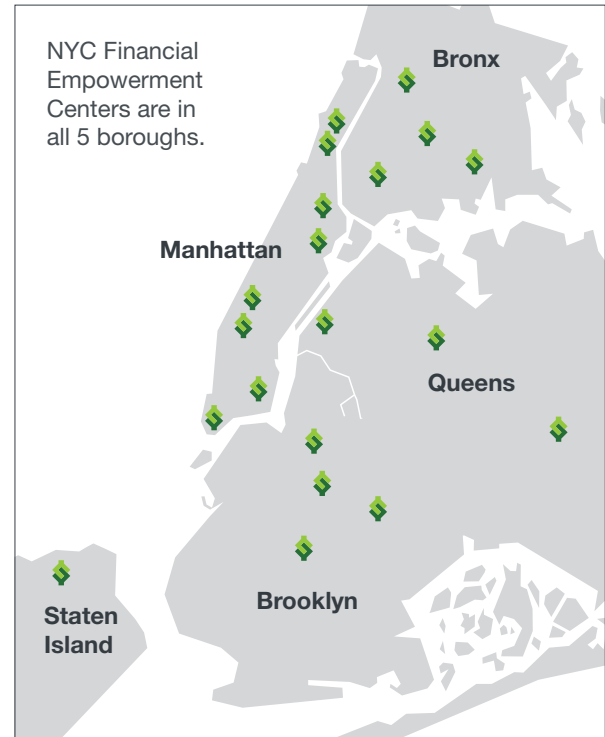 NYC Financial
Empowerment
Centers are in
all 5 boroughs.
Bronx
Manhattan
Queens
Brooklyn
Staten
Island